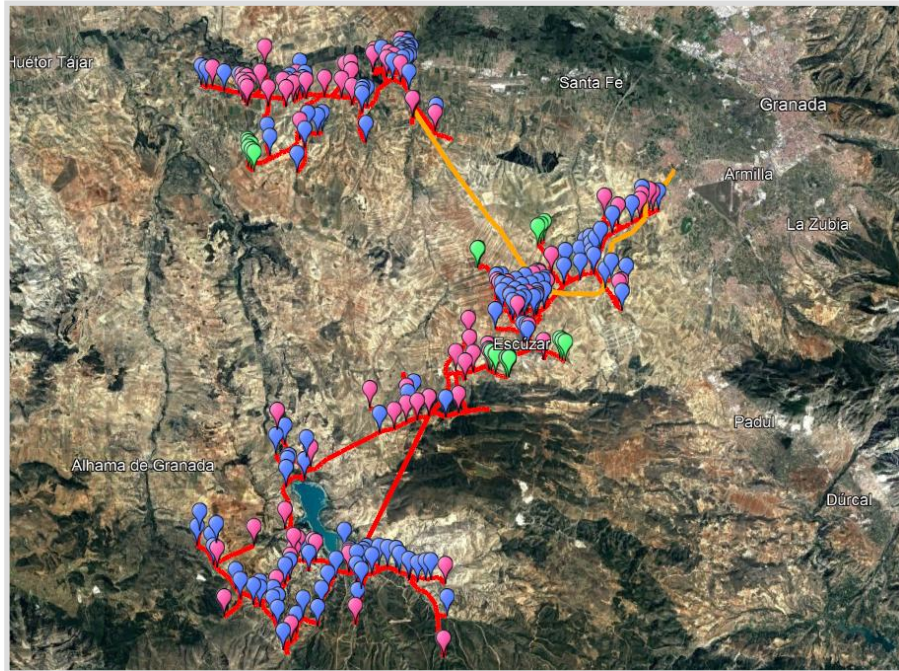 Huétor Tájar
Santa Fe
Granada
Armilla
La Zubia
Escúzar
Padul
Alhama de Granada
Dúrcal